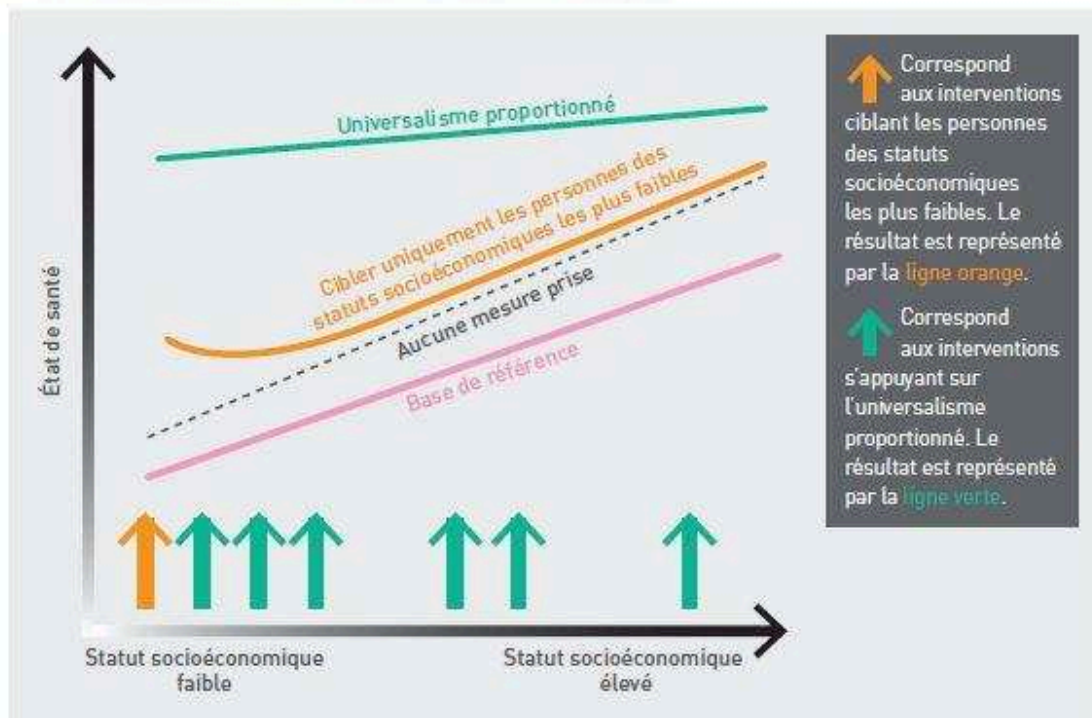 Universalisme proportionné
Cibler uniquement les personnes des
statuts socioéconomiques les plus faibles
Aucune mesure prise
Base de référence
État de santé
Statut socioéconomique
faible
Statut socioéconomique
élevé
Correspond
aux interventions
ciblant les personnes
des statuts
socioéconomiques
les plus faibles. Le
résultat est représenté
par la ligne orange.
Correspond
aux interventions
s'appuyant sur
l'universalisme
proportionné. Le
résultat est représenté
par la ligne verte.